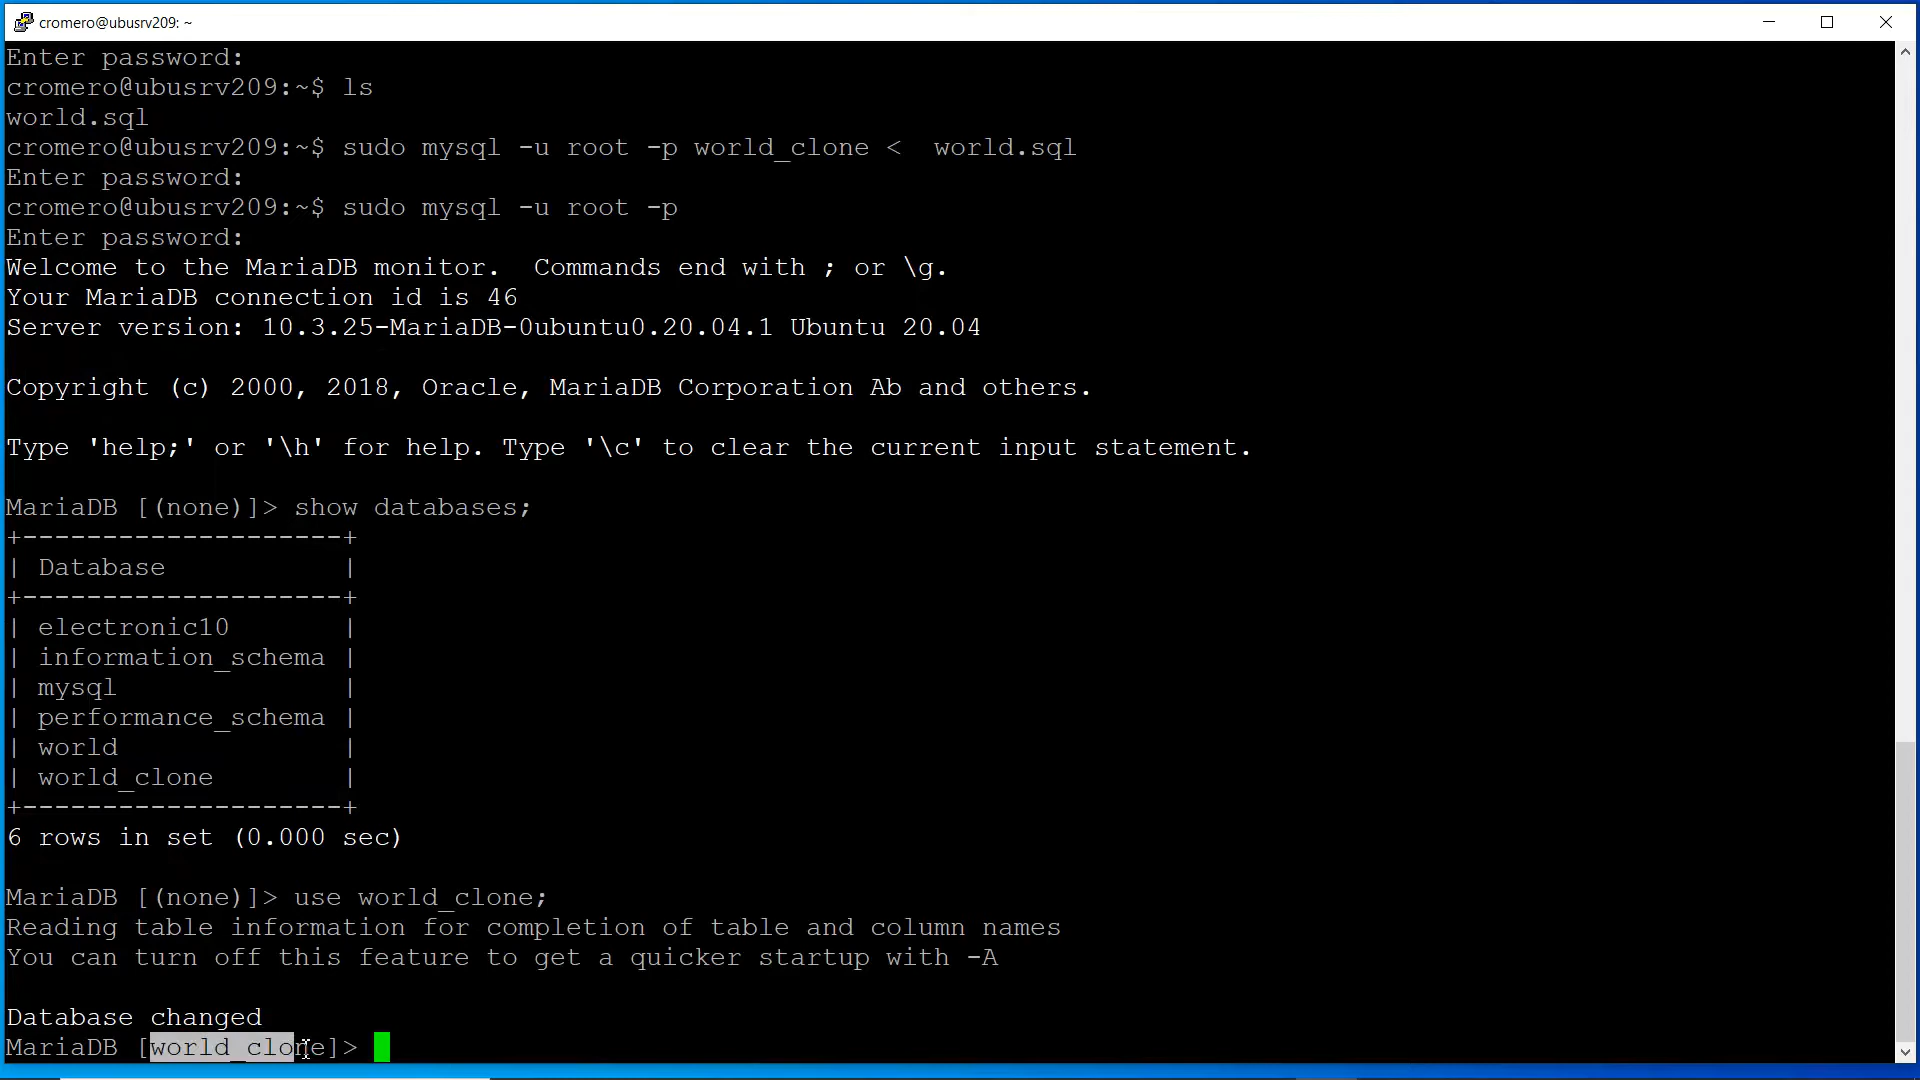 cromero@ubusrv209: ~
Enter password:
cromero@ubusrv209:~$ ls
world.sql
cromero@ubusrv209:~$ sudo mysql -u root -p world_clone <  world.sql
Enter password:
cromero@ubusrv209:~$ sudo mysql -u root -p
Enter password:
Welcome to the MariaDB monitor.  Commands end with ; or \g.
Your MariaDB connection id is 46
Server version: 10.3.25-MariaDB-0ubuntu0.20.04.1 Ubuntu 20.04
Copyright (c) 2000, 2018, Oracle, MariaDB Corporation Ab and others.
Type 'help;' or '\h' for help. Type '\c' to clear the current input statement.
MariaDB [(none)]> show databases;
+--------------------+
| Database           |
+--------------------+
| electronic10       |
| information_schema |
| mysql              |
| performance_schema |
| world              |
| world_clone        |
+--------------------+
6 rows in set (0.000 sec)
MariaDB [(none)]> use world_clone;
Reading table information for completion of table and column names
You can turn off this feature to get a quicker startup with -A
Database changed
MariaDB [world_clone]>